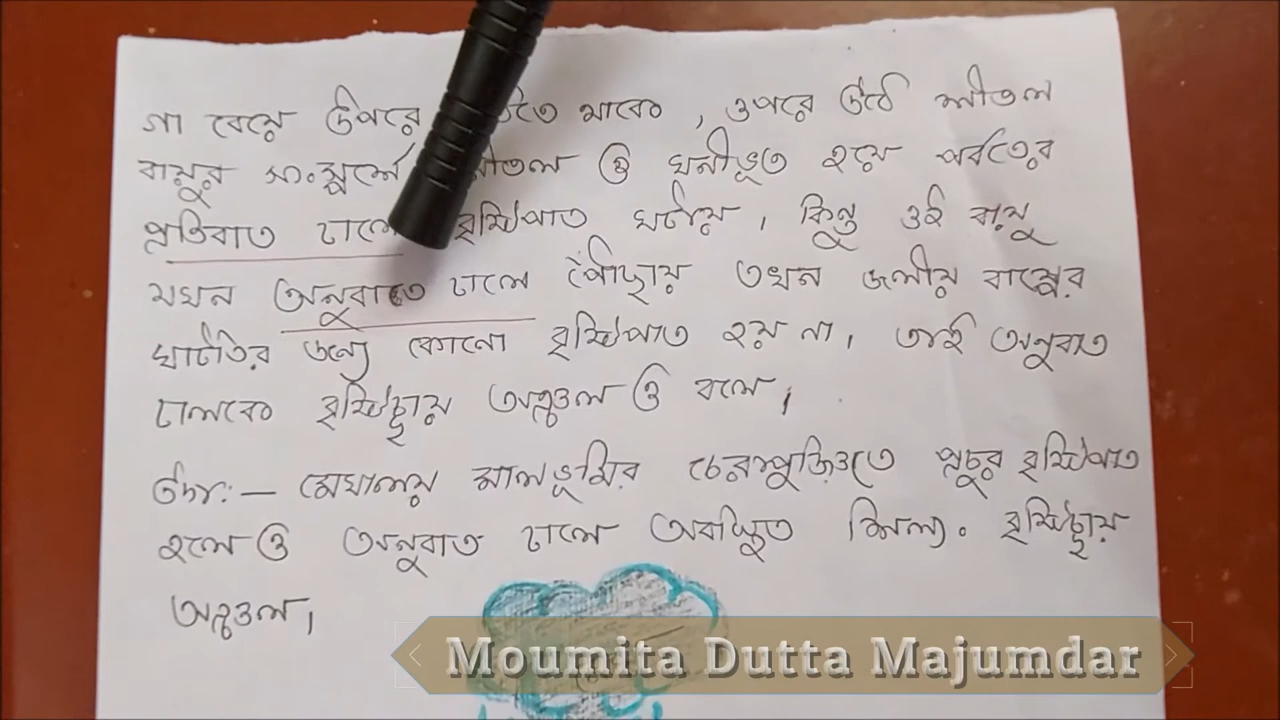 গা বেয়ে উপরে উঠতে থাকে, ওপরে উঠে শীতল
বায়ুর সংস্পর্শে শীতল ও ঘনীভূত হয়ে পর্বতের
প্রতিবাত ঢালে বৃষ্টিপাত ঘটায়। কিন্তু ওই বায়ু
যখন অনুবাত ঢালে পৌঁছায় তখন জলীয় বাষ্পের
ঘাটতির জন্যে কোনো বৃষ্টিপাত হয় না। তাই অনুবাত
ঢালকে বৃষ্টিচ্ছায় অঞ্চল ও বলে।
উদাঃ- মেঘালয় মালভূমির চেরাপুঞ্জিতে প্রচুর বৃষ্টিপাত
হলে ও অনুবাত ঢালে অবস্থিত শিলং বৃষ্টিচ্ছায়
অঞ্চল।
Moumita Dutta Majumdar